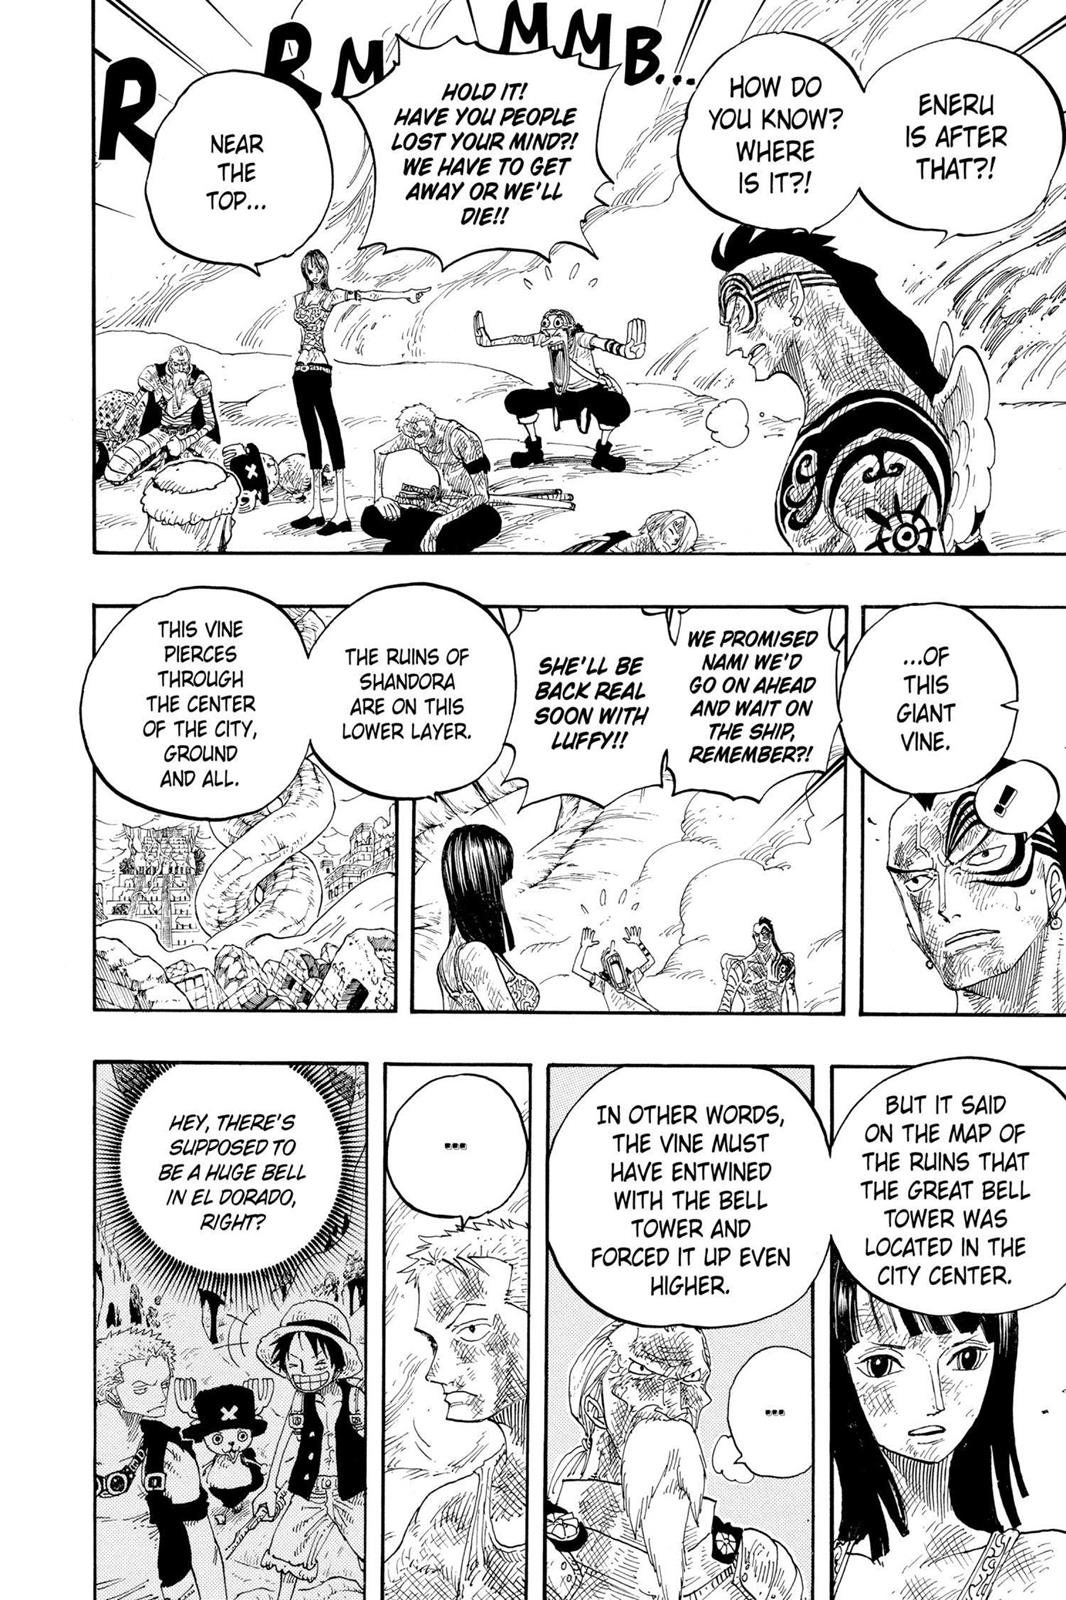 ENERU
IS AFTER
THAT?!
HOW DO
YOU KNOW?
WHERE
IS IT?!
HOLD IT!
HAVE YOU PEOPLE
LOST YOUR MIND?!
WE HAVE TO GET
AWAY OR WE'LL
DIE!!
NEAR
THE
TOP...
RRMMMB...
...OF
THIS
GIANT
VINE.
!
WE PROMISED
NAMI WE'D
GO ON AHEAD
AND WAIT ON
THE SHIP,
REMEMBER?!
SHE'LL BE
BACK REAL
SOON WITH
LUFFY!!
THE RUINS OF
SHANDORA
ARE ON THIS
LOWER LAYER.
THIS VINE
PIERCES
THROUGH
THE CENTER
OF THE CITY,
GROUND
AND ALL.
BUT IT SAID
ON THE MAP OF
THE RUINS THAT
THE GREAT BELL
TOWER WAS
LOCATED IN THE
CITY CENTER.
IN OTHER WORDS,
THE VINE MUST
HAVE ENTWINED
WITH THE BELL
TOWER AND
FORCED IT UP EVEN
HIGHER.
...
...
HEY, THERE'S
SUPPOSED TO
BE A HUGE BELL
IN EL DORADO,
RIGHT?